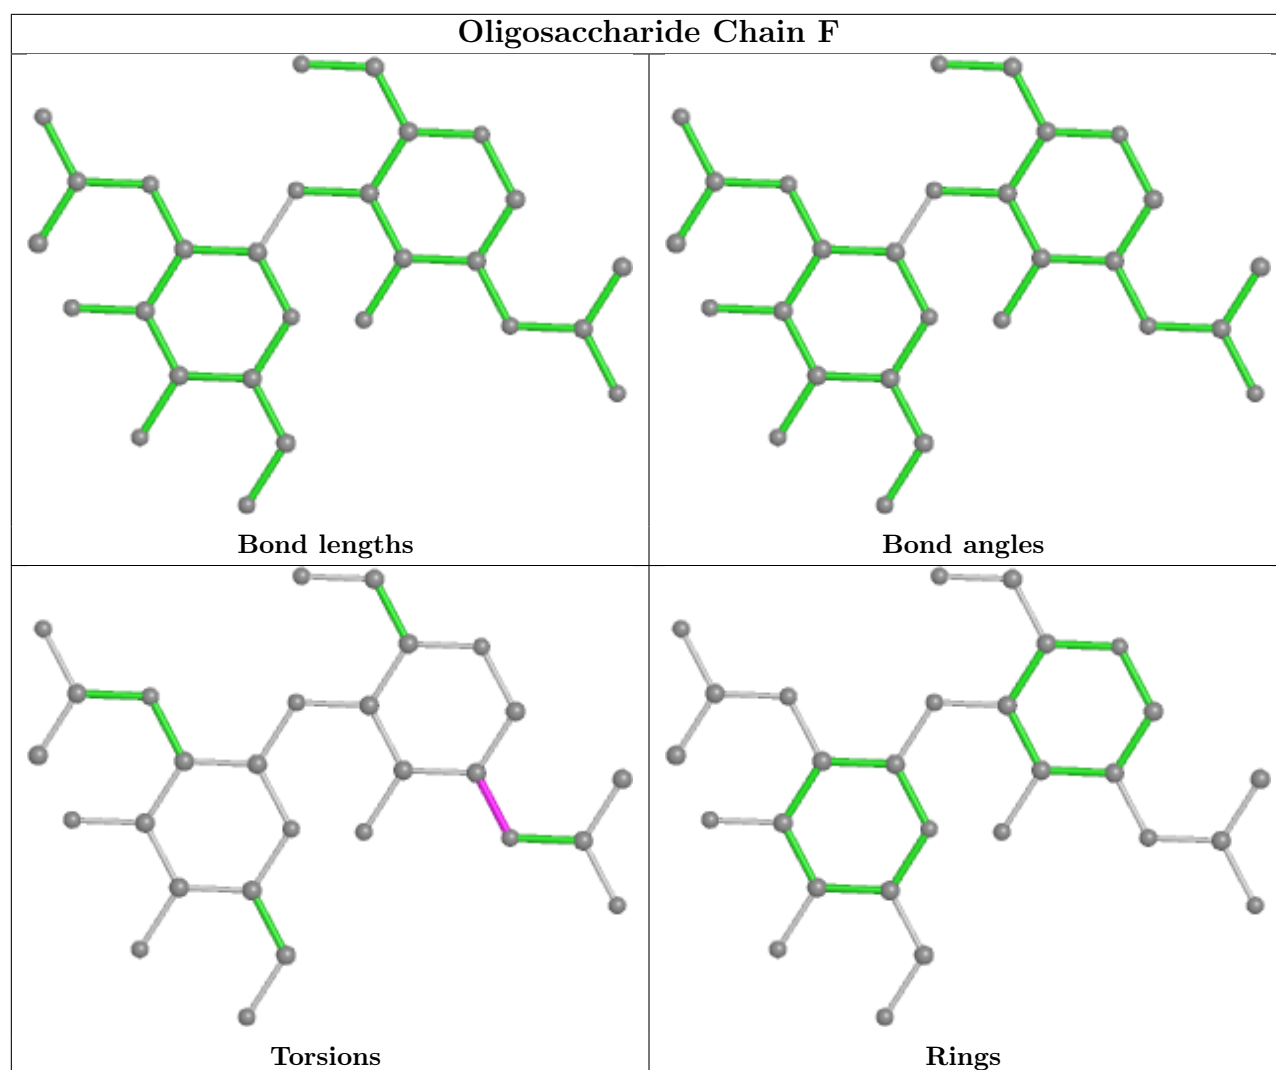 Oligosaccharide Chain F
Bond lengths
Bond angles
Torsions
Rings